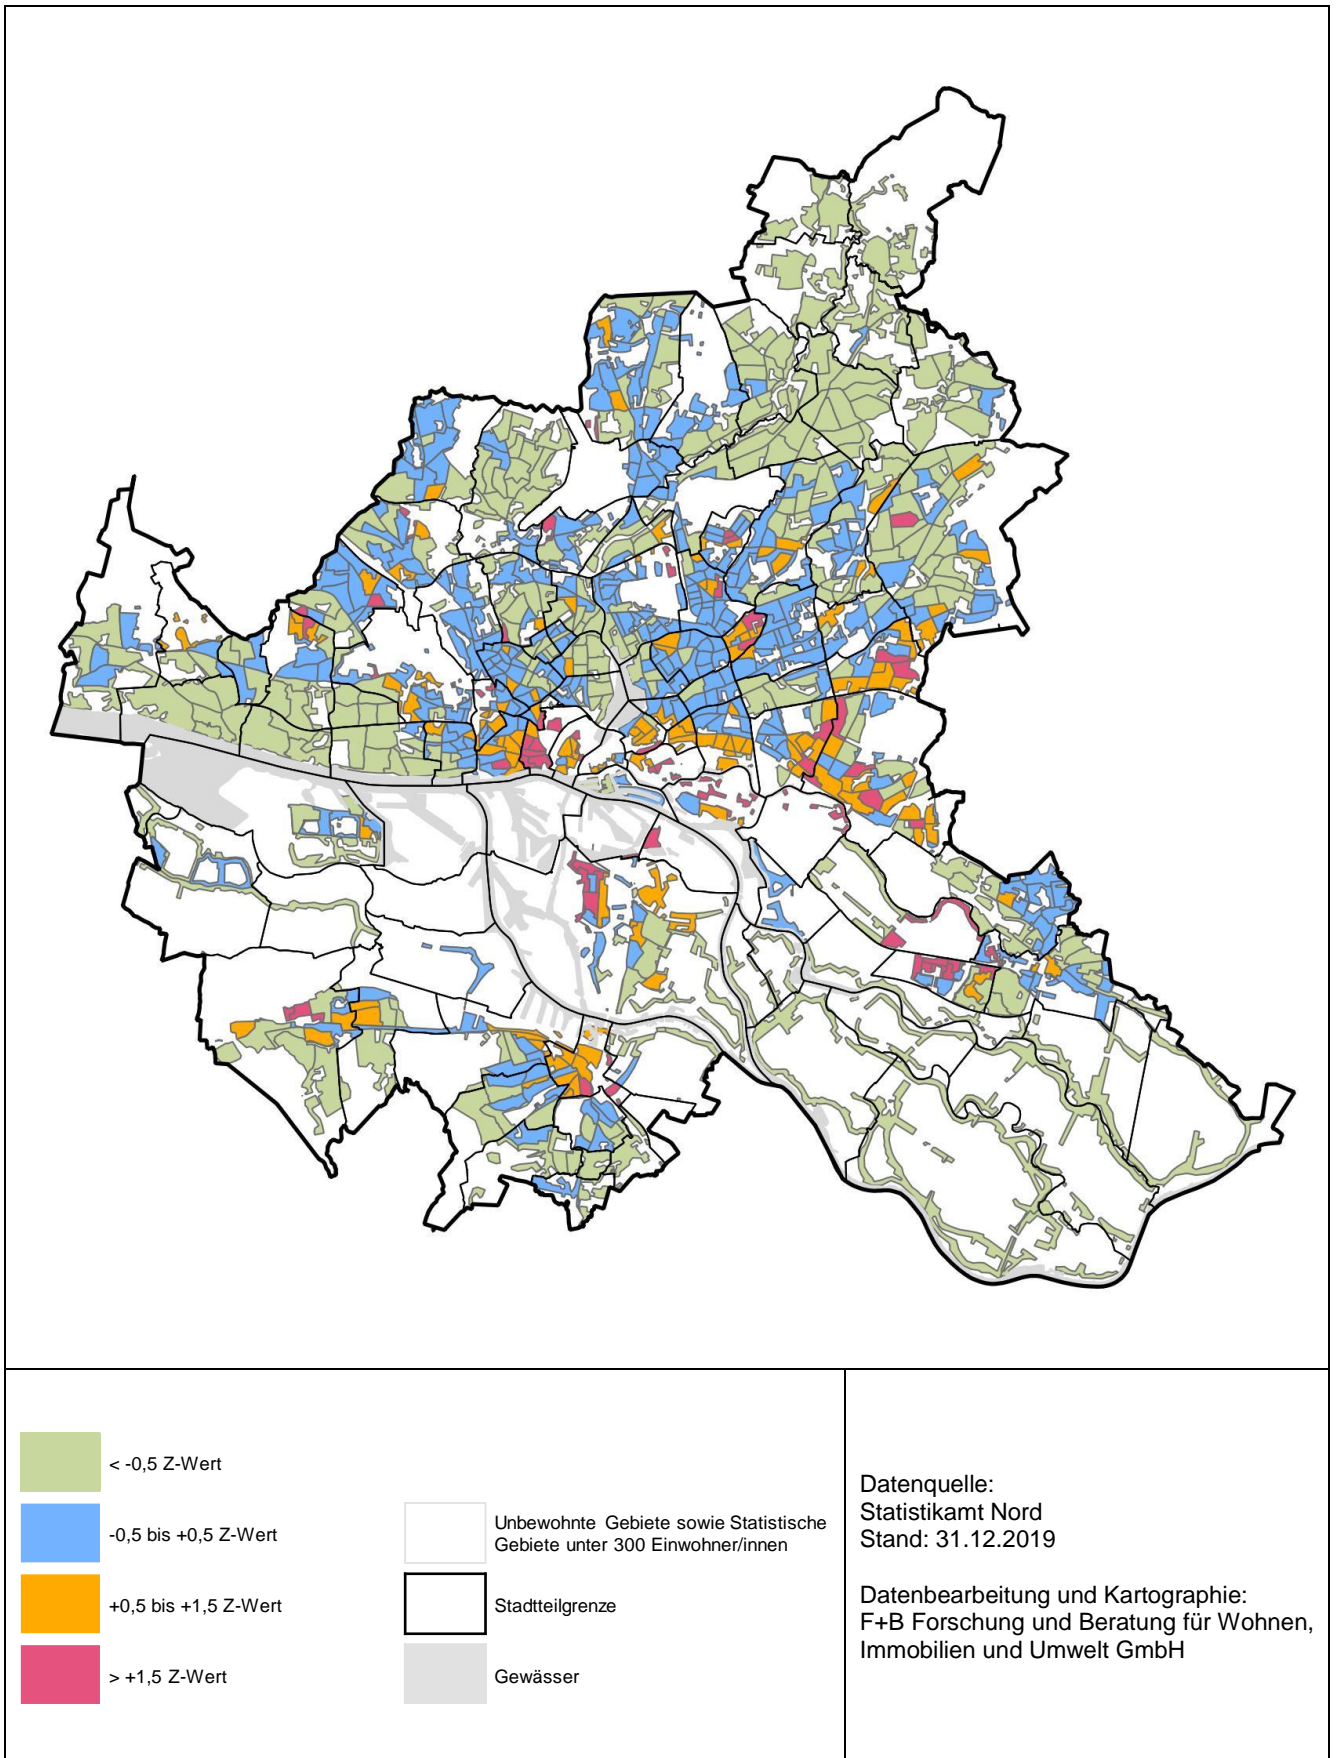 < -0,5 Z-Wert
-0,5 bis +0,5 Z-Wert
+0,5 bis +1,5 Z-Wert
> +1,5 Z-Wert
Unbewohnte Gebiete sowie Statistische
Gebiete unter 300 Einwohner/innen
Stadtteilgrenze
Gewässer
Datenquelle:
Statistikamt Nord
Stand: 31.12.2019
Datenbearbeitung und Kartographie:
F+B Forschung und Beratung für Wohnen,
Immobilien und Umwelt GmbH